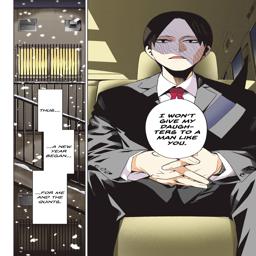 I WON'T
GIVE MY
DAUGH-
TERS TO A
MAN LIKE
YOU.
THUS...
...A NEW
YEAR
BEGAN...
...FOR ME
AND THE
QUINTS.